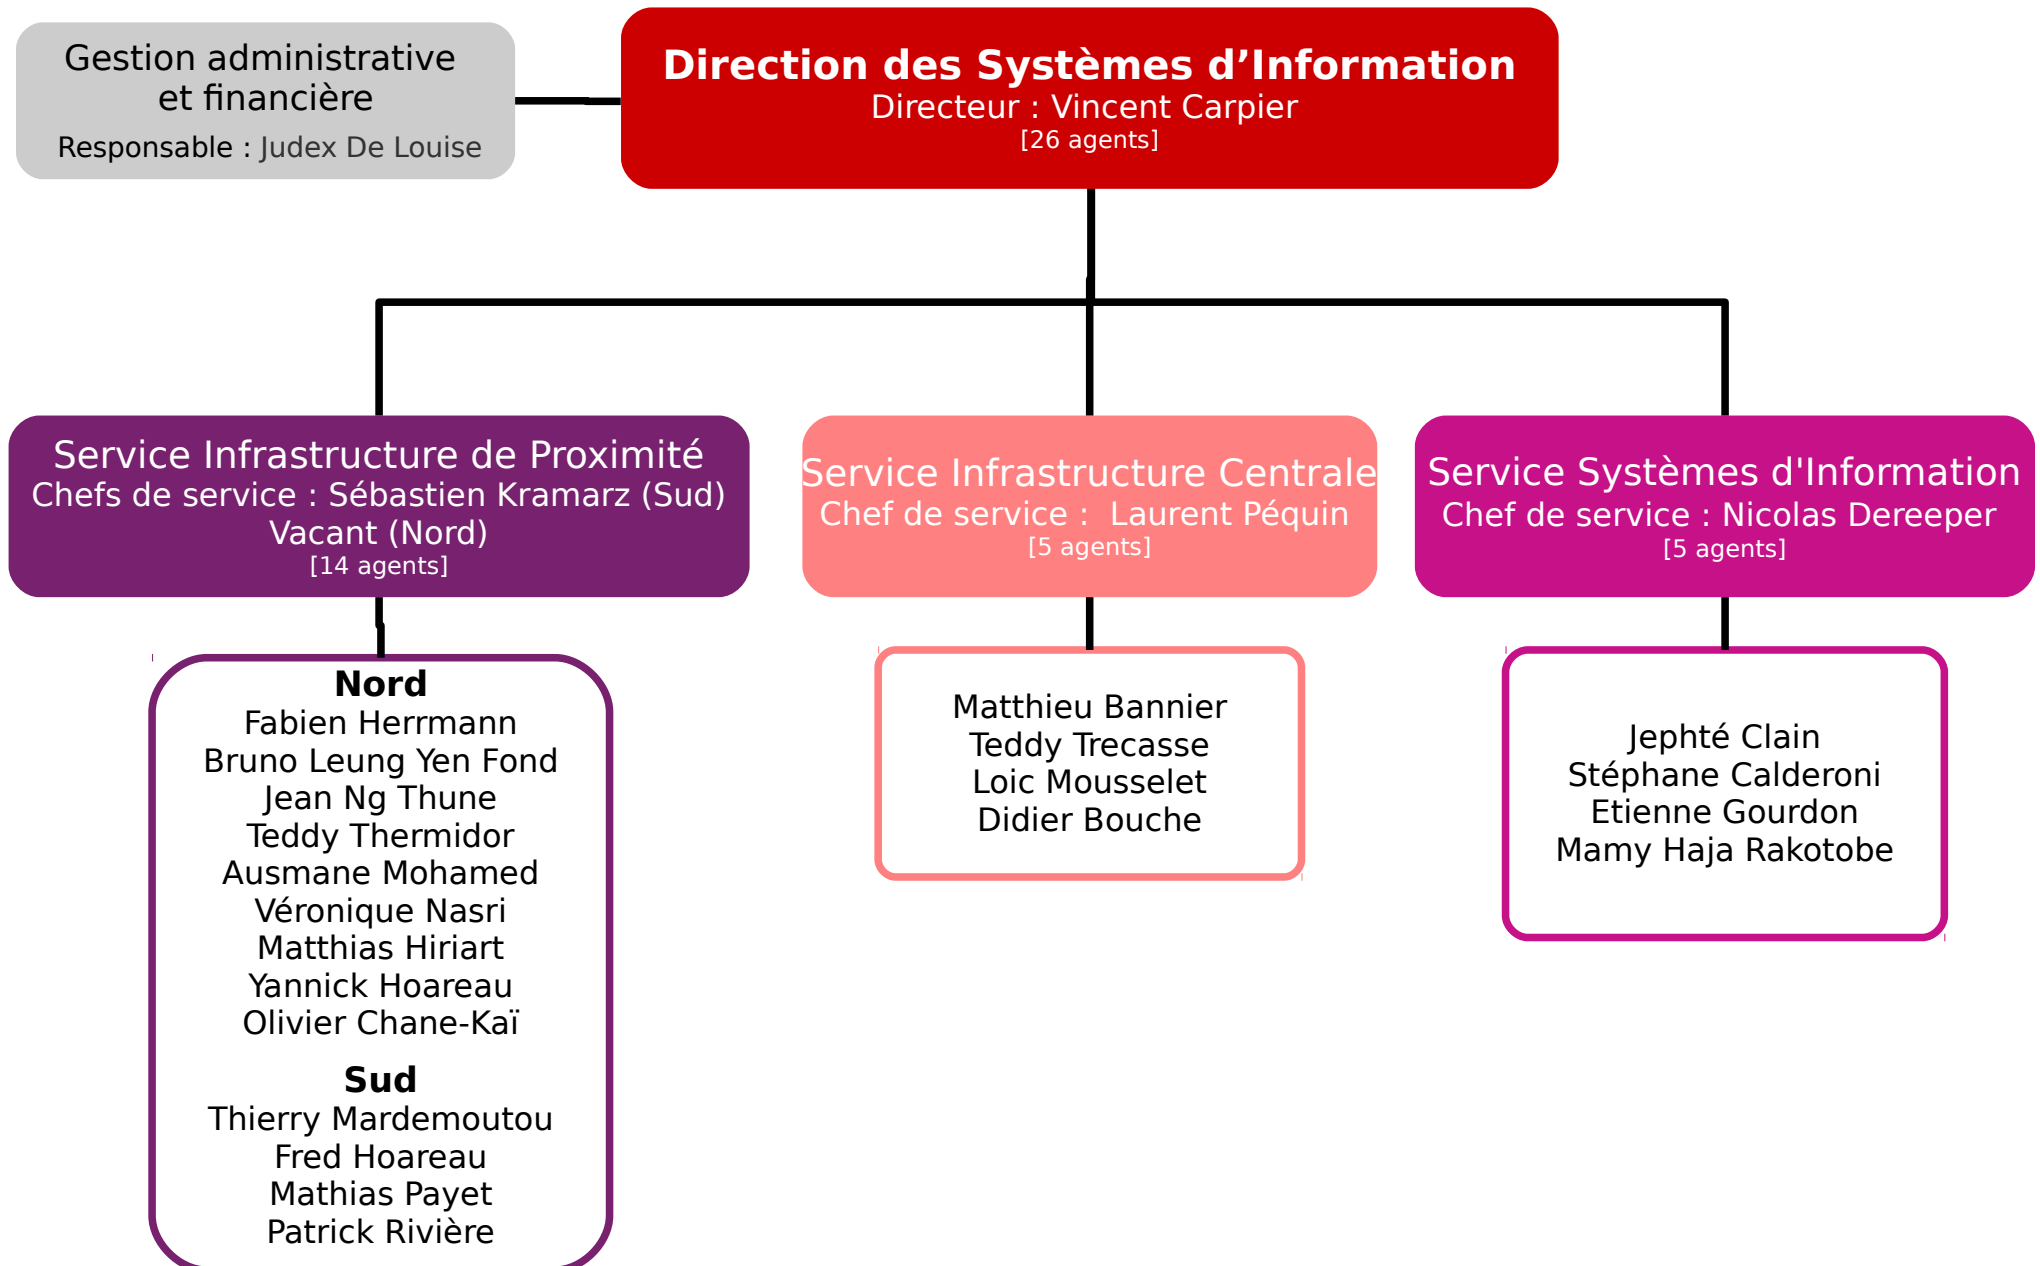 Gestion administrative
et financière
Responsable : Judex De Louise
Direction des Systèmes d’Information
Directeur : Vincent Carpier
[26 agents]
Service Infrastructure de Proximité
Chefs de service : Sébastien Kramarz (Sud)
Vacant (Nord)
[14 agents]
Service Infrastructure Centrale
Chef de service :  Laurent Péquin
[5 agents]
Service Systèmes d'Information
Chef de service : Nicolas Dereeper
[5 agents]
Nord
Fabien Herrmann
Bruno Leung Yen Fond
Jean Ng Thune
Teddy Thermidor
Ausmane Mohamed
Véronique Nasri
Matthias Hiriart
Yannick Hoareau
Olivier Chane-Kaï
Sud
Thierry Mardemoutou
Fred Hoareau
Mathias Payet
Patrick Rivière
Matthieu Bannier
Teddy Trecasse
Loic Mousselet
Didier Bouche
Jephté Clain
Stéphane Calderoni
Etienne Gourdon
Mamy Haja Rakotobe